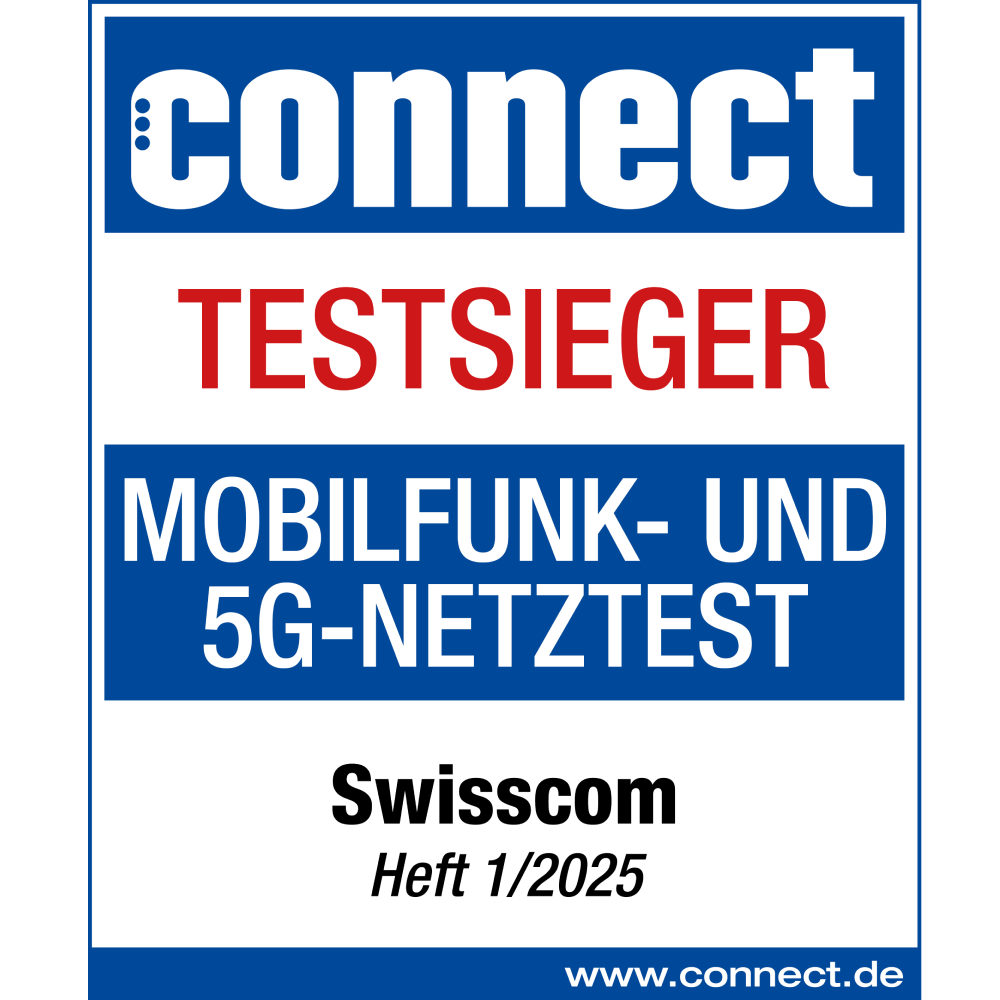 connect
TESTSIEGER
MOBILFUNK- UND
5G-NETZTEST
Swisscom
Heft 1/2025
www.connect.de